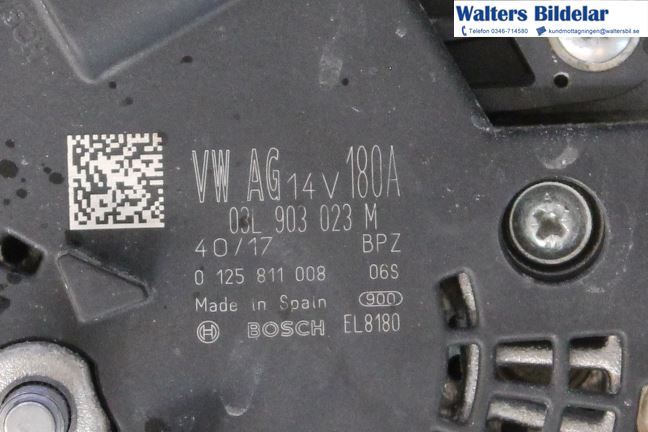 Walters Bildelar
Telefon 0346-714580 kundmottagningen@waltersbil.se
VW AG 14V 180A
03L 903 023 M
40/17 BPZ
0 125 811 008 06S
Made in Spain 900
BOSCH EL8180